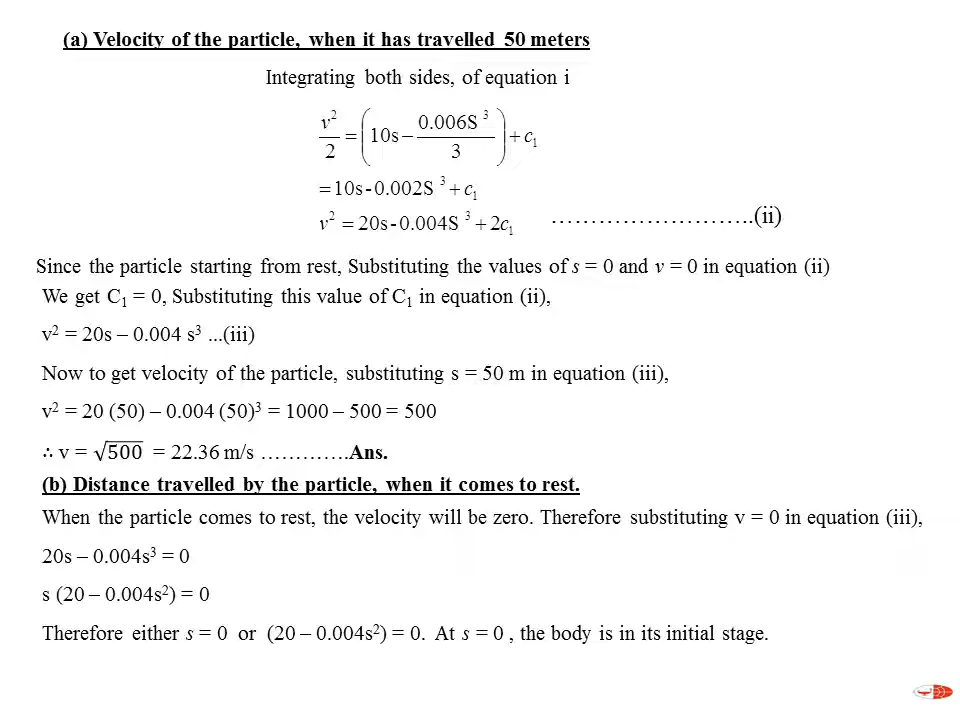 (a) Velocity of the particle, when it has travelled 50 meters
Integrating both sides, of equation i
v²/2 = (10s − 0.006S ³/3) + c₁
= 10s - 0.002S ³ + c₁
v² = 20s - 0.004S ³ + 2c₁ ……………………..(ii)
Since the particle starting from rest, Substituting the values of s = 0 and v = 0 in equation (ii)
We get C₁ = 0, Substituting this value of C₁ in equation (ii),
v² = 20s – 0.004 s³ ...(iii)
Now to get velocity of the particle, substituting s = 50 m in equation (iii),
v² = 20 (50) – 0.004 (50)³ = 1000 – 500 = 500
∴ v = √500 = 22.36 m/s ………….Ans.
(b) Distance travelled by the particle, when it comes to rest.
When the particle comes to rest, the velocity will be zero. Therefore substituting v = 0 in equation (iii),
20s – 0.004s³ = 0
s (20 – 0.004s²) = 0
Therefore either s = 0 or (20 – 0.004s²) = 0. At s = 0 , the body is in its initial stage.